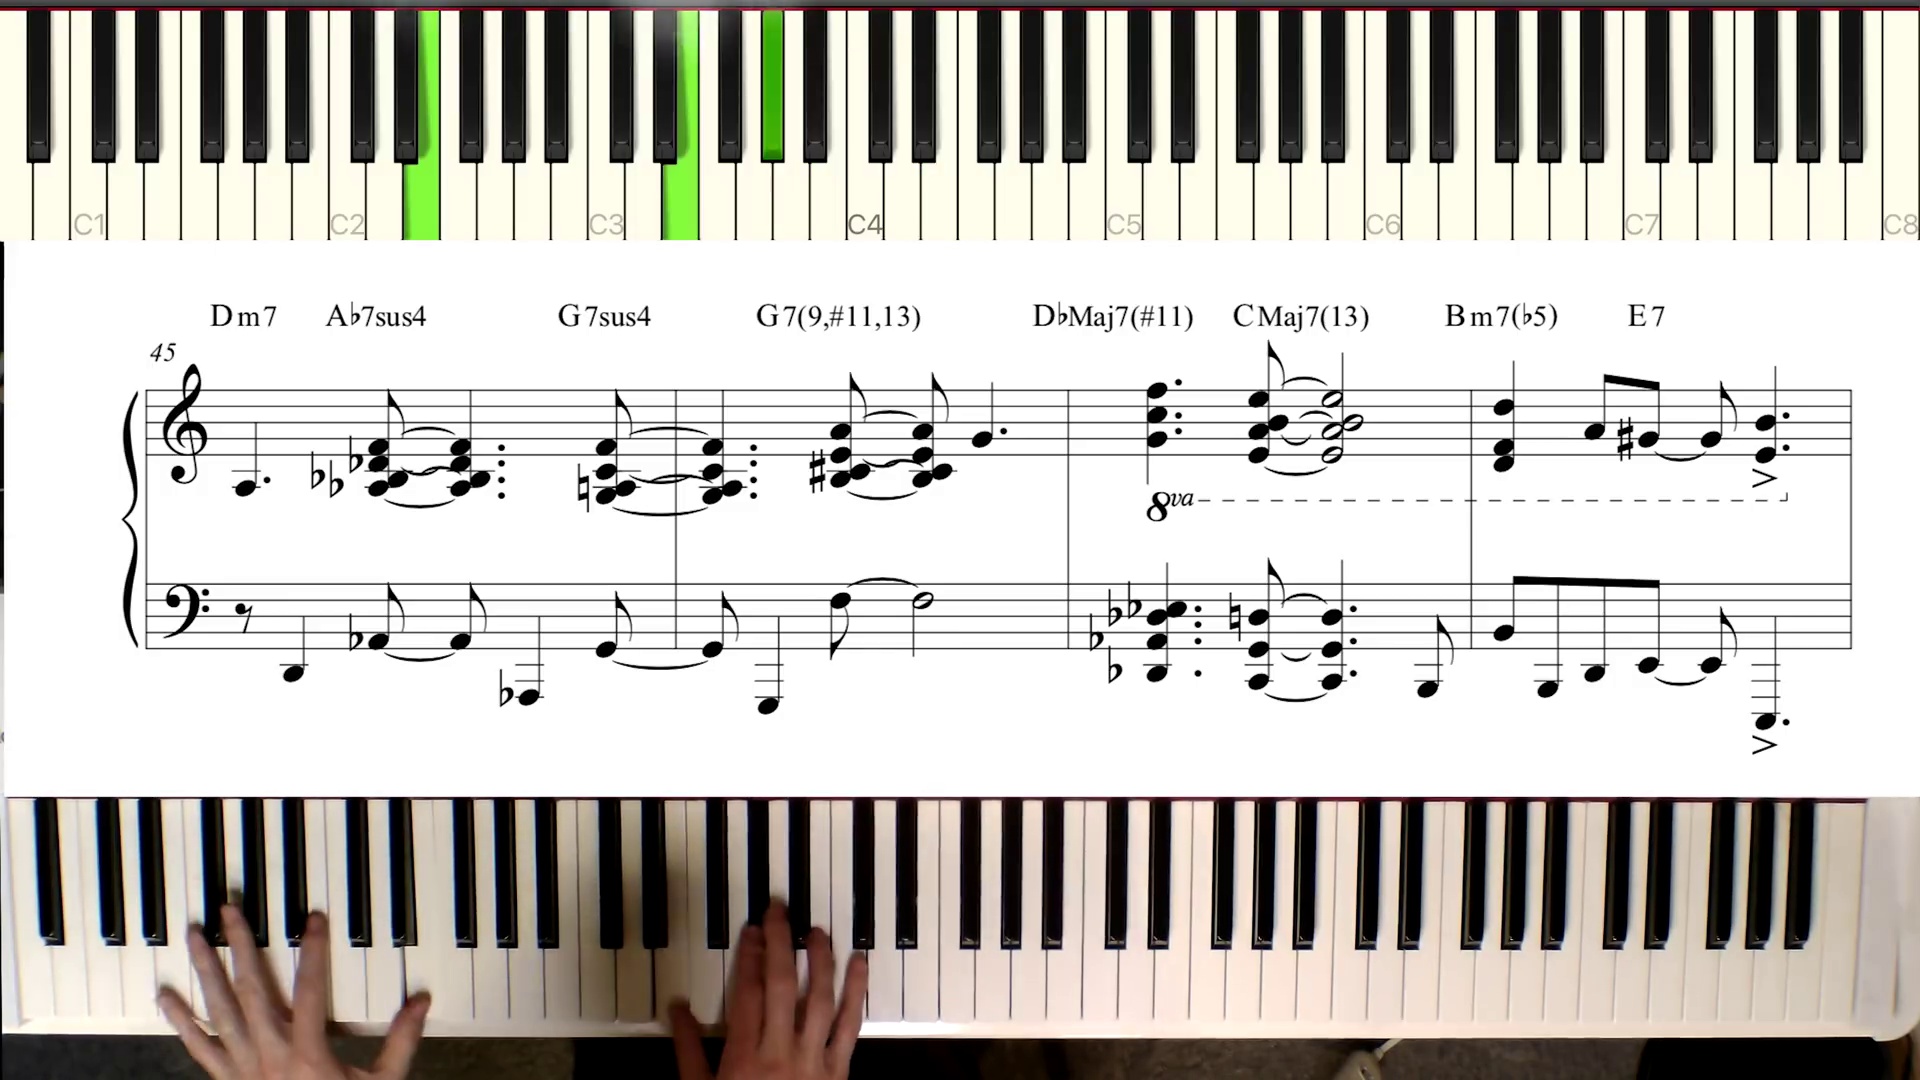 C1 C2 C3 C4 C5 C6 C7 C8
Dm7 A♭7sus4 G7sus4 G7(9,#11,13) D♭Maj7(#11) CMaj7(13) Bm7(♭5) E7
45
8va